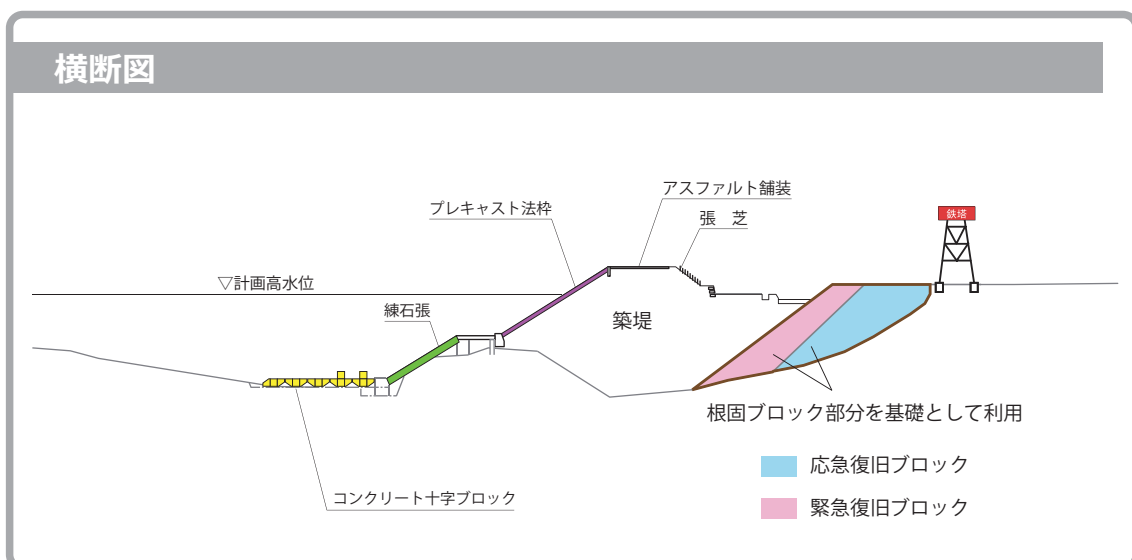 横断図
アスファルト舗装
プレキャスト法枠
張　芝
鉄塔
▽計画高水位
練石張
築堤
根固ブロック部分を基礎として利用
応急復旧ブロック
コンクリート十字ブロック
緊急復旧ブロック